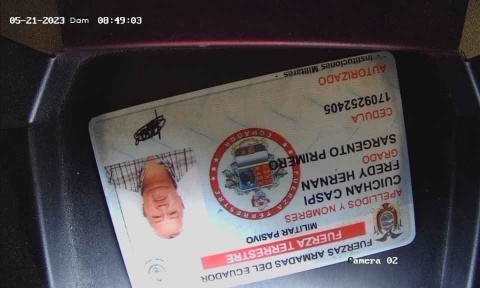 05-21-2023 Dom 08:49:03
FUERZAS ARMADAS DEL ECUADOR
FUERZA TERRESTRE
MILITAR PASIVO
APELLIDOS Y NOMBRES
CUICHAN CASPI
FREDY HERNAN
GRADO
SARGENTO PRIMERO
CEDULA
1709252405
AUTORIZADO
- Instituciones Militares -
ECUADOR
FUERZA TERRESTRE
Camera 02